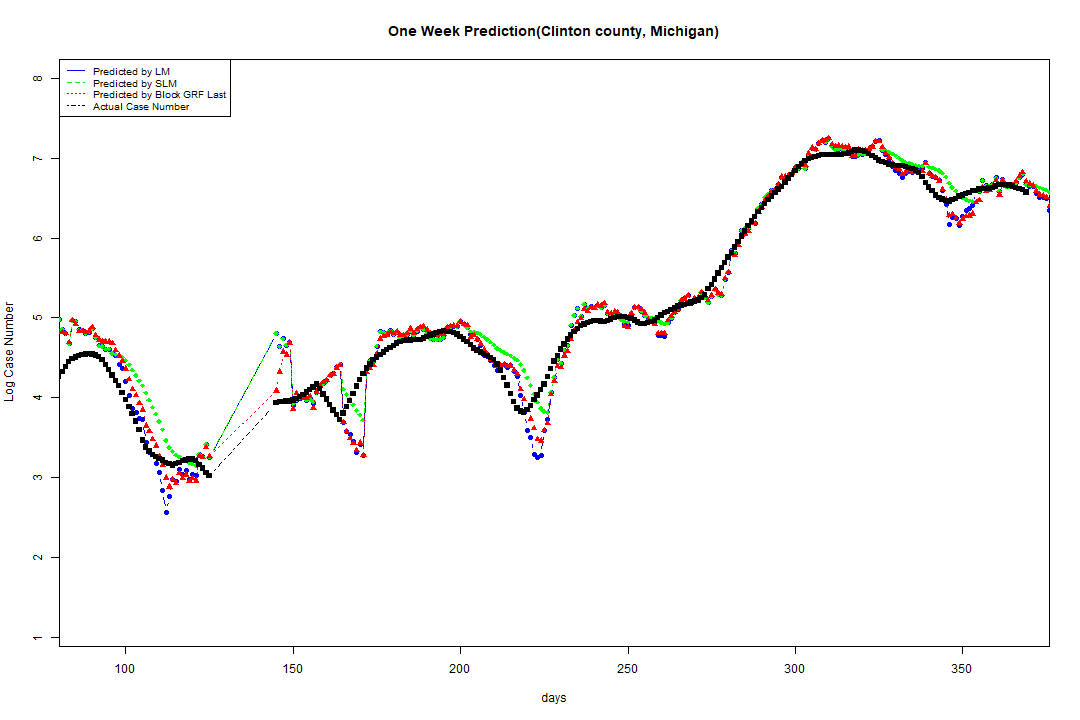 One Week Prediction(Clinton county, Michigan)
Predicted by LM
Predicted by SLM
Predicted by Block GRF Last
Actual Case Number
8
7
6
5
4
3
2
1
Log Case Number
100 150 200 250 300 350
days